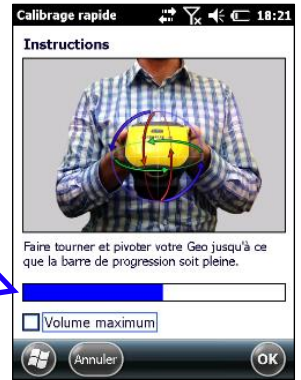 Calibrage rapide 18:21
Instructions
Faire tourner et pivoter votre Geo jusqu'à ce
que la barre de progression soit pleine.
Volume maximum
Annuler OK